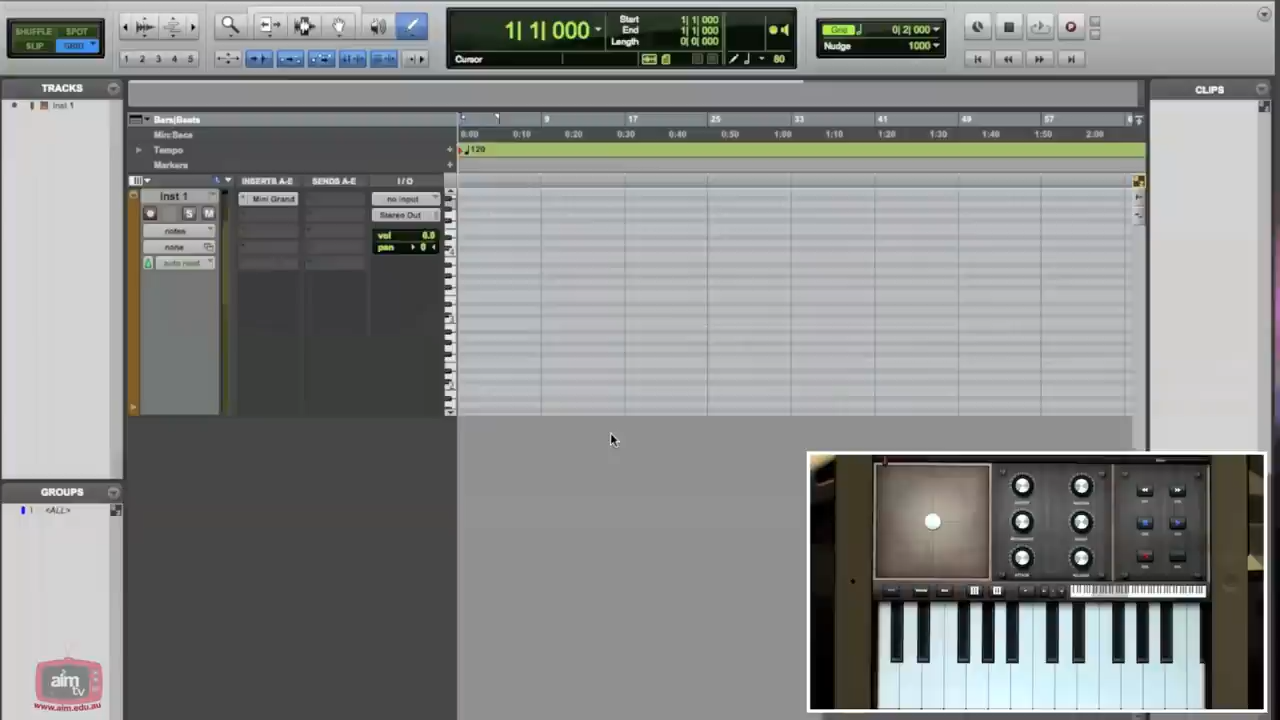 SHUFFLE SPOT
SLIP GRID
1 2 3 4 5
1| 1| 000
Start 1| 1| 000
End 1| 1| 000
Length 0| 0| 000
Cursor
80
Grid 0| 2| 000
Nudge 1000
TRACKS
Inst 1
CLIPS
Bars|Beats
9 17 25 33 41 49 57
Min:Secs
0:00 0:10 0:20 0:30 0:40 0:50 1:00 1:10 1:20 1:30 1:40 1:50 2:00
Tempo
120
Markers
INSERTS A-E SENDS A-E I / O
Inst 1
Mini Grand
no input
S M
Stereo Out
notes
vol 0.0
none
pan 0
auto read
GROUPS
1 <ALL>
aim tv
www.aim.edu.au